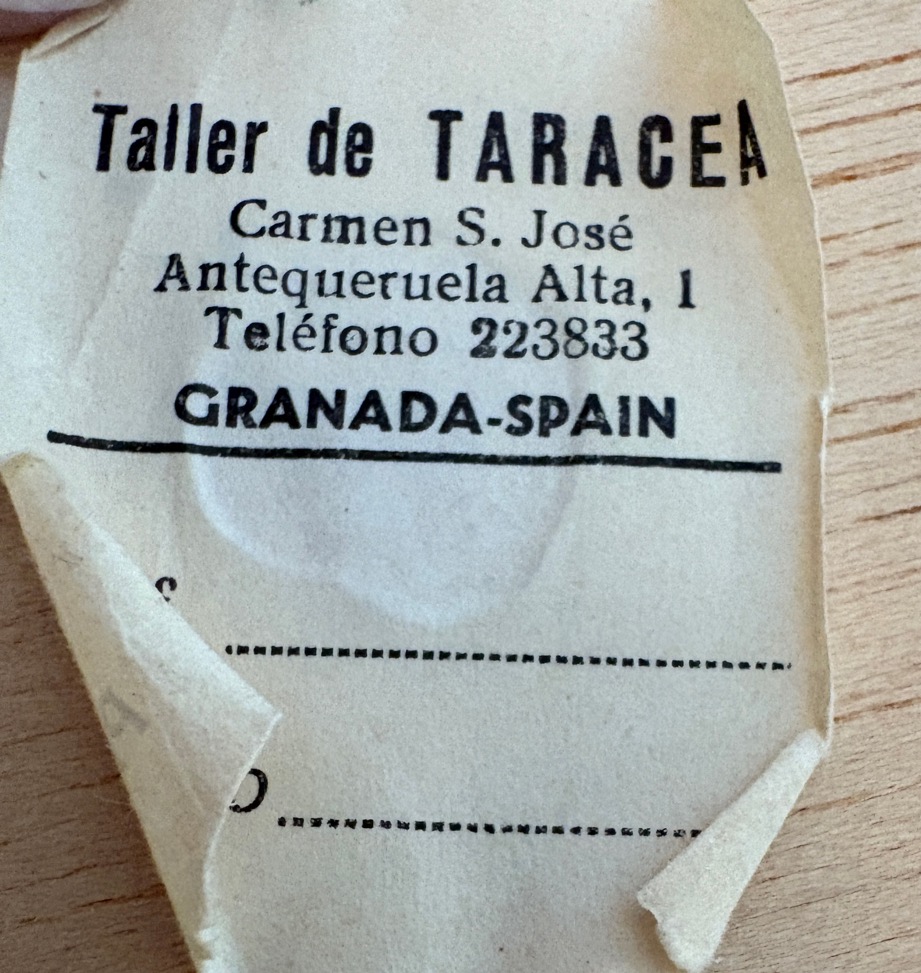 Taller de TARACEA
Carmen S. José
Antequeruela Alta, 1
Teléfono 223833
GRANADA-SPAIN